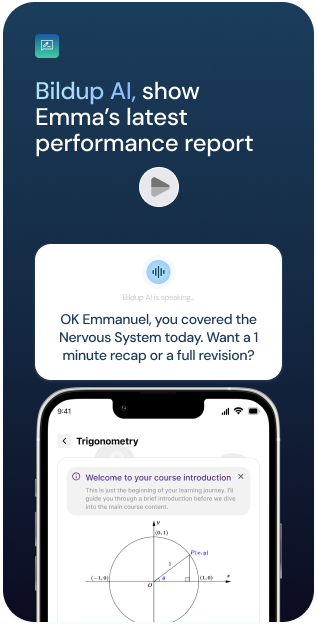 Bildup AI, show
Emma’s latest
performance report
Bildup AI is speaking...
OK Emmanuel, you covered the
Nervous System today. Want a 1
minute recap or a full revision?
9:41
Trigonometry
Welcome to your course introduction
This is just the beginning of your learning journey. I'll
guide you through a brief introduction before we dive
into the main course content.
y
(0,1)
P(x,y)
1
(−1,0)
θ
(1,0)
x
O